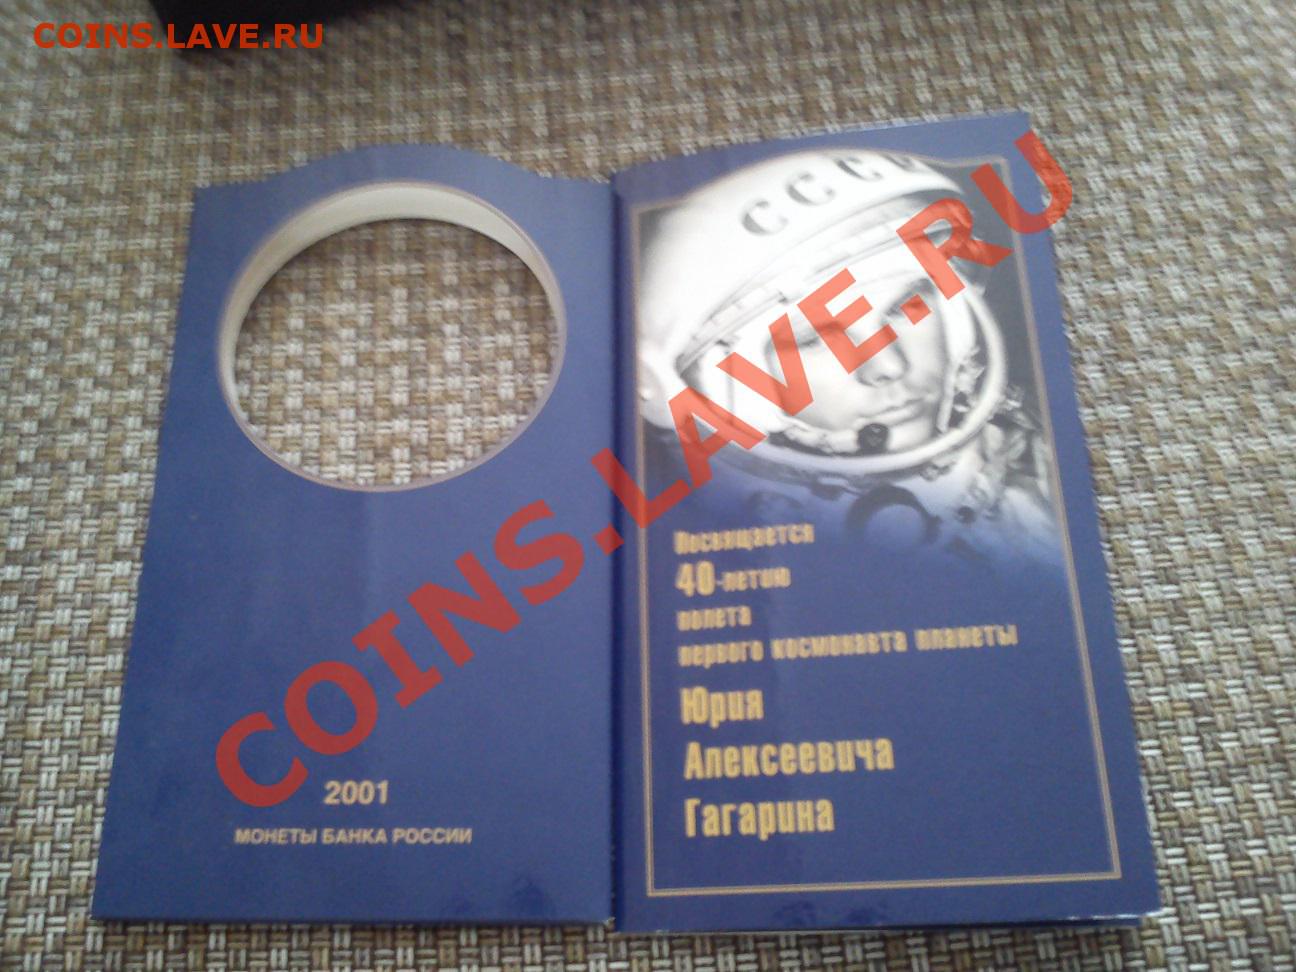 COINS.LAVE.RU
СССР
COINS.LAVE.RU
Посвящается
40-летию
полета
первого космонавта планеты
Юрия
Алексеевича
Гагарина
2001
МОНЕТЫ БАНКА РОССИИ